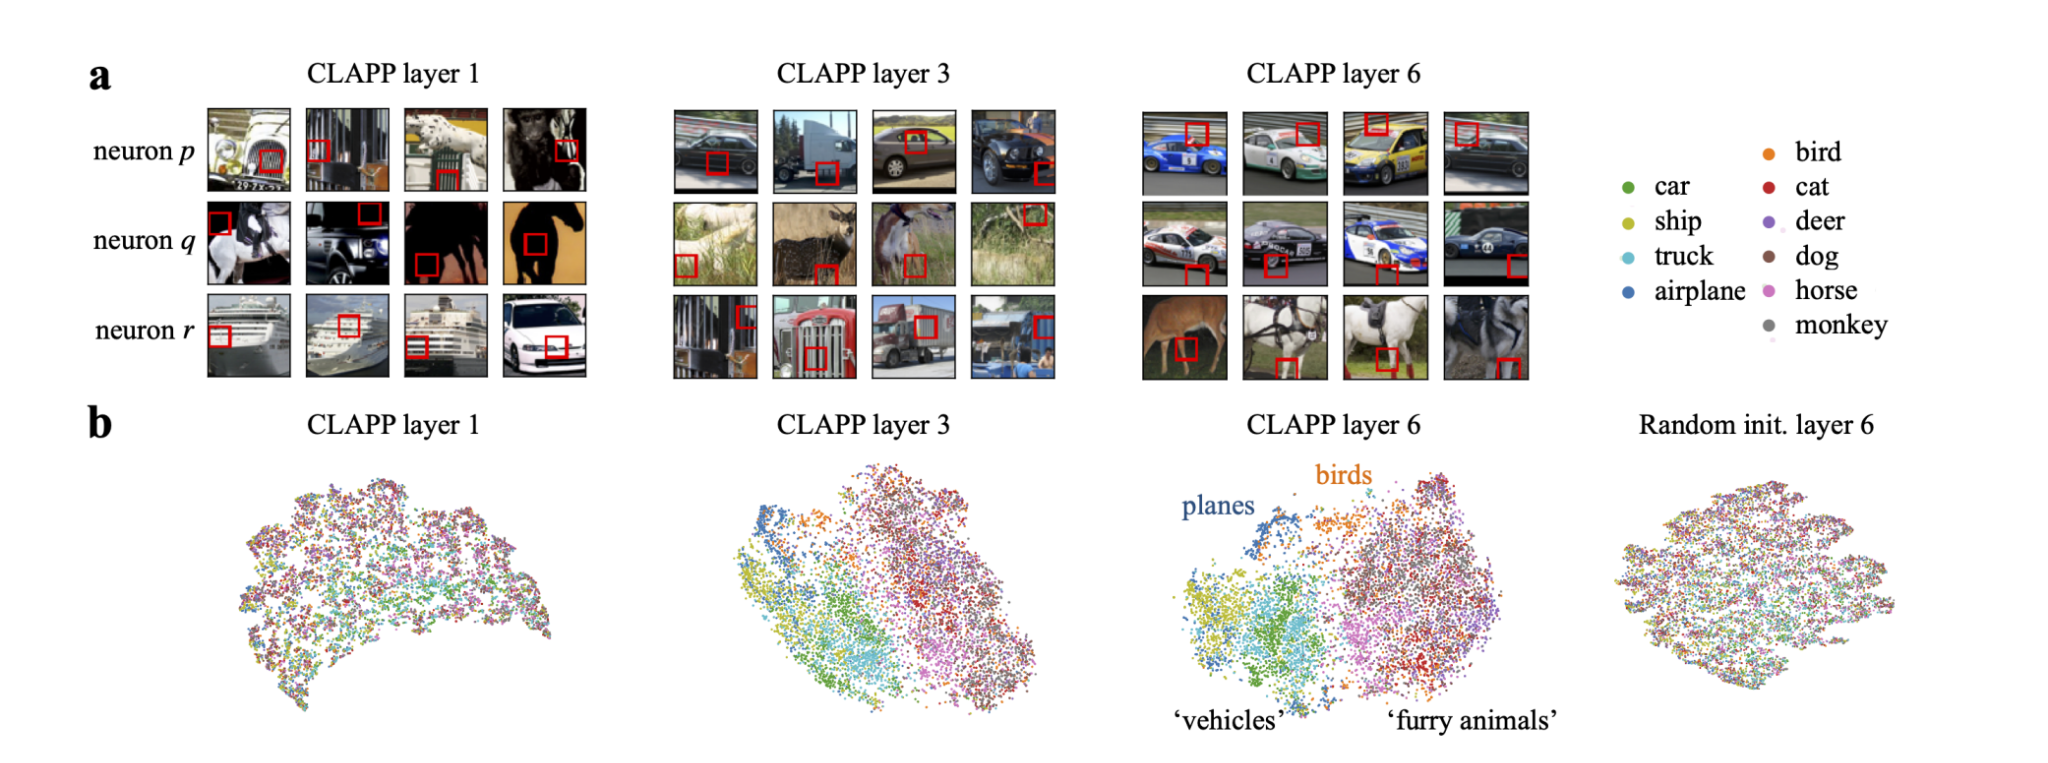 a
CLAPP layer 1
CLAPP layer 3
CLAPP layer 6
neuron p
neuron q
neuron r
car
ship
truck
airplane
bird
cat
deer
dog
horse
monkey
b
CLAPP layer 1
CLAPP layer 3
CLAPP layer 6
Random init. layer 6
birds
planes
‘vehicles’
‘furry animals’